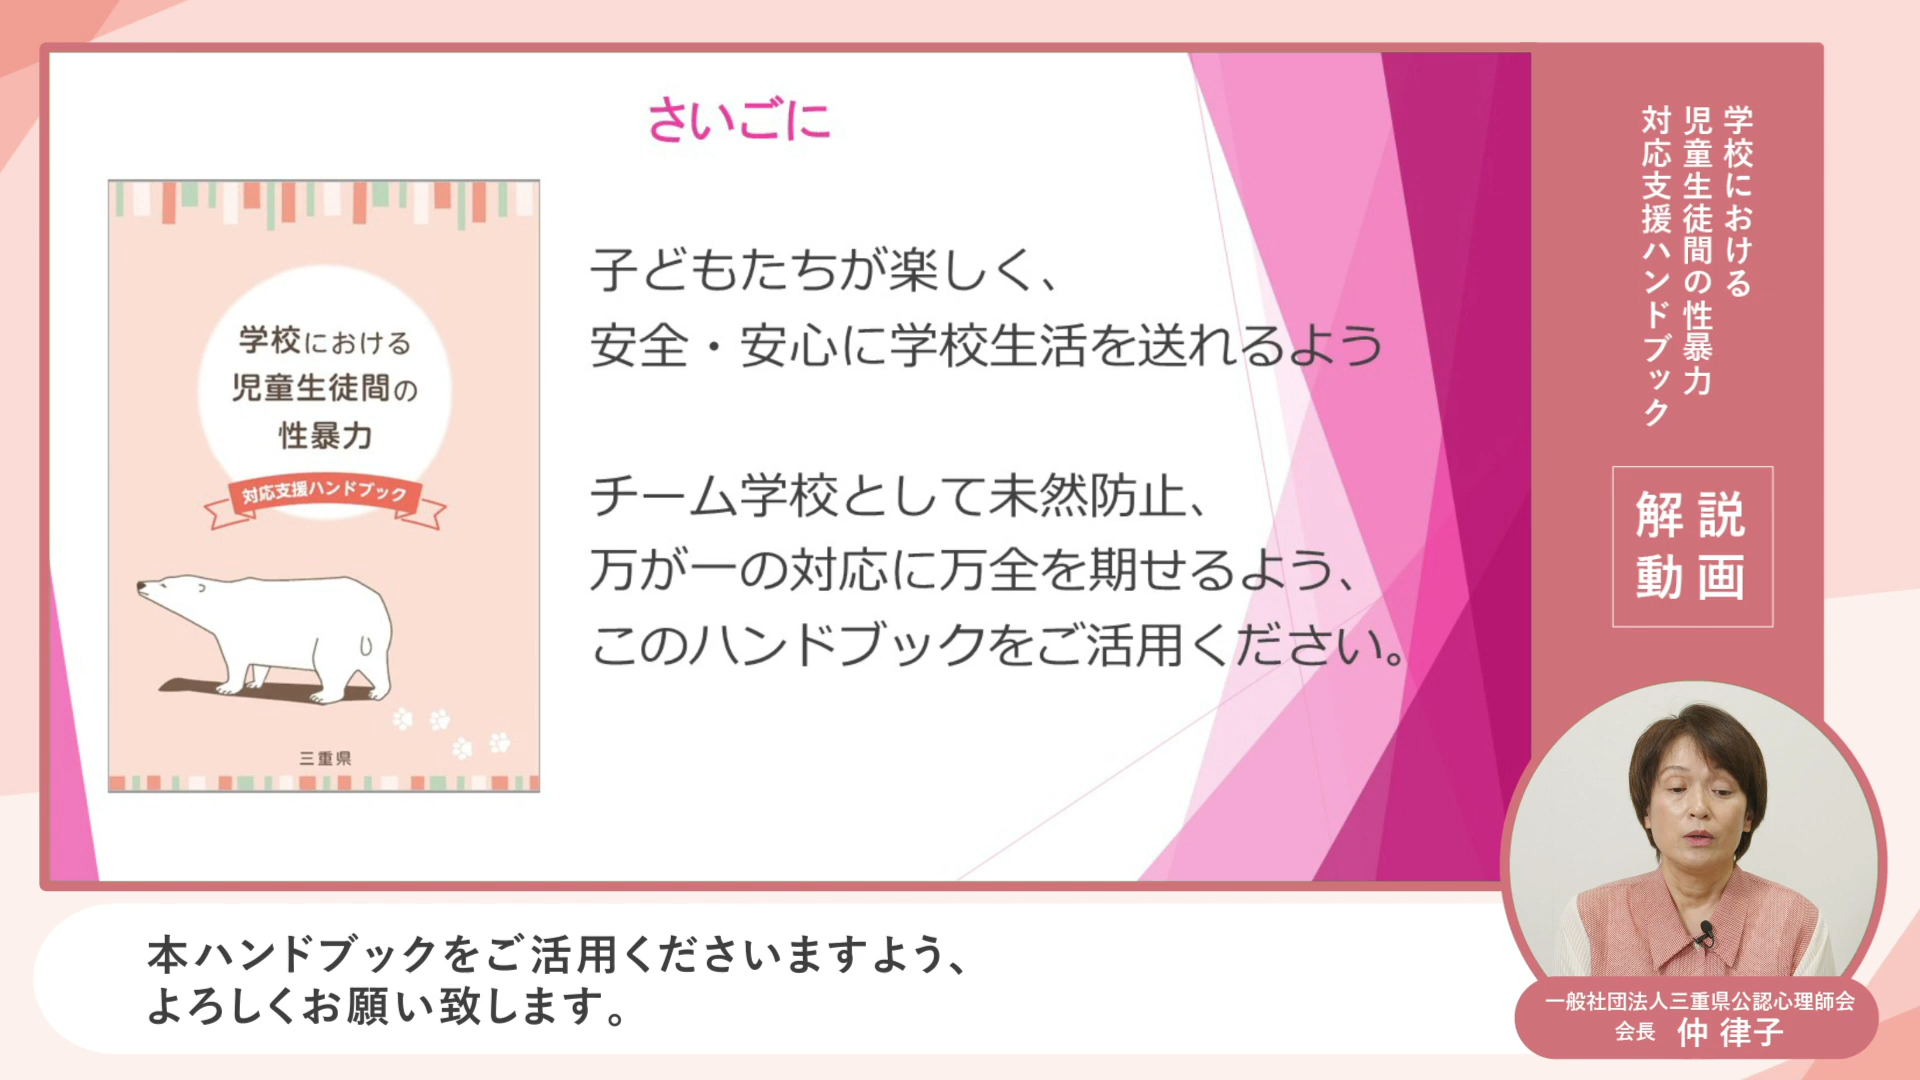 さいごに
学校における
児童生徒間の
性暴力
対応支援ハンドブック
三重県
子どもたちが楽しく、
安全・安心に学校生活を送れるよう
チーム学校として未然防止、
万が一の対応に万全を期せるよう、
このハンドブックをご活用ください。
学校における
児童生徒間の性暴力
対応支援ハンドブック
解説
動画
本ハンドブックをご活用くださいますよう、
よろしくお願い致します。
一般社団法人三重県公認心理師会
会長 仲 律子